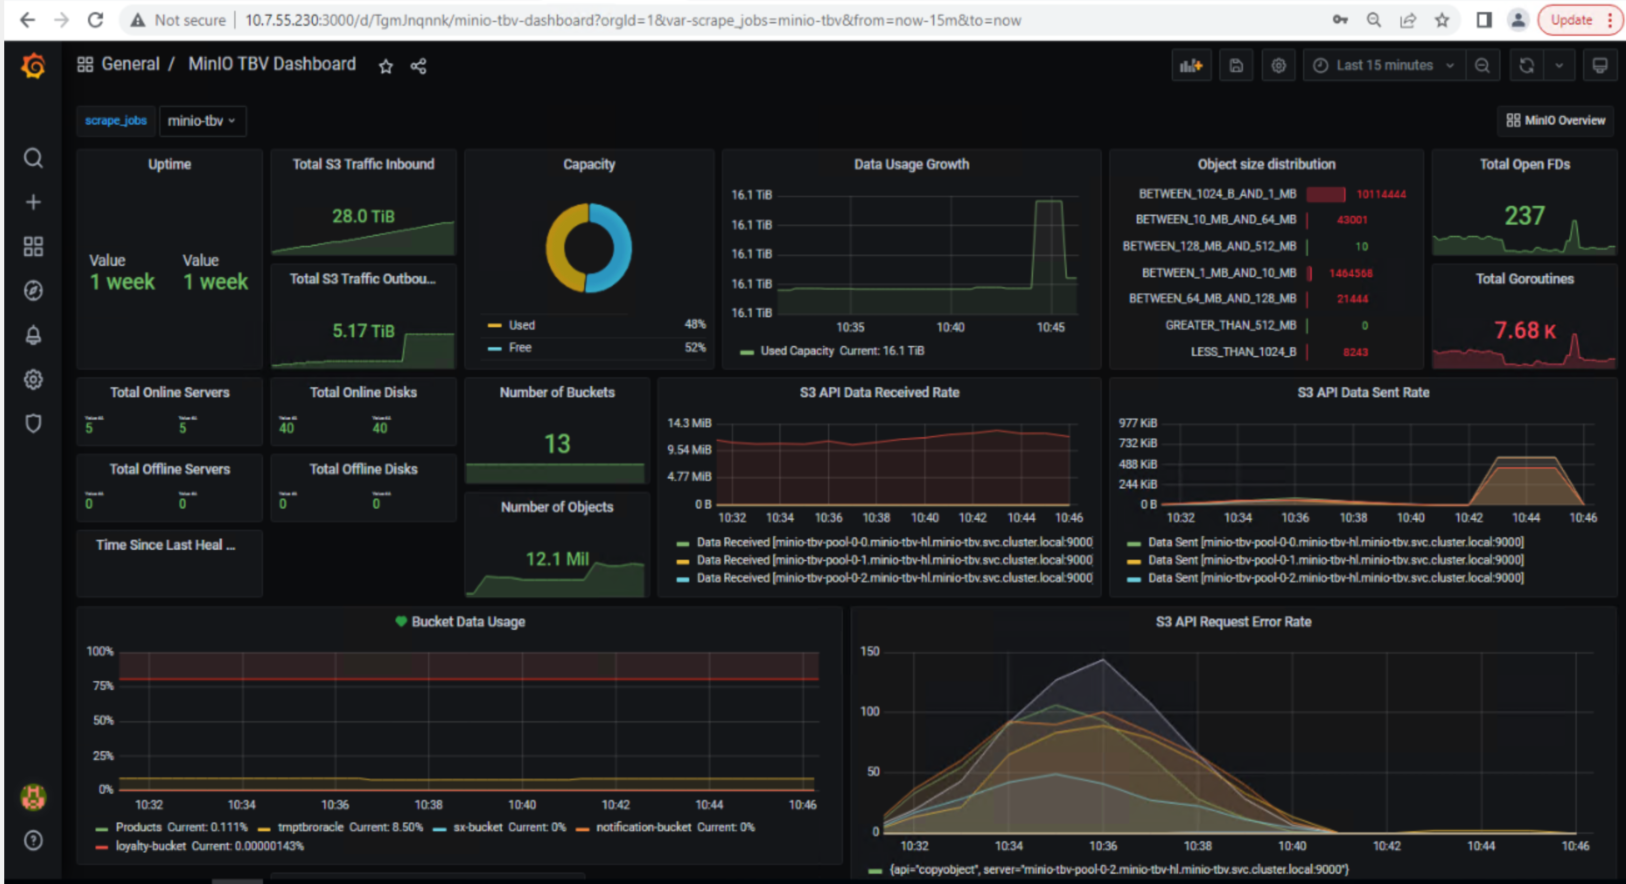 Not secure | 10.7.55.230:3000/d/TgmJnqnnk/minio-tbv-dashboard?orgId=1&var-scrape_jobs=minio-tbv&from=now-15m&to=now
Update
General / MinIO TBV Dashboard
Last 15 minutes
scrape_jobs minio-tbv
MinIO Overview
Uptime
Value
1 week
Value
1 week
Total S3 Traffic Inbound
28.0 TiB
Total S3 Traffic Outbou...
5.17 TiB
Capacity
Used 48%
Free 52%
Data Usage Growth
16.1 TiB
16.1 TiB
16.1 TiB
16.1 TiB
16.1 TiB
10:35 10:40 10:45
Used Capacity Current: 16.1 TiB
Object size distribution
BETWEEN_1024_B_AND_1_MB 10114444
BETWEEN_10_MB_AND_64_MB 43001
BETWEEN_128_MB_AND_512_MB 10
BETWEEN_1_MB_AND_10_MB 1464568
BETWEEN_64_MB_AND_128_MB 21444
GREATER_THAN_512_MB 0
LESS_THAN_1024_B 8243
Total Open FDs
237
Total Goroutines
7.68 K
Total Online Servers
5 5
Total Online Disks
40 40
Total Offline Servers
0 0
Total Offline Disks
0 0
Time Since Last Heal ...
Number of Buckets
13
Number of Objects
12.1 Mil
S3 API Data Received Rate
14.3 MiB
9.54 MiB
4.77 MiB
0 B
10:32 10:34 10:36 10:38 10:40 10:42 10:44 10:46
Data Received [minio-tbv-pool-0-0.minio-tbv-hl.minio-tbv.svc.cluster.local:9000]
Data Received [minio-tbv-pool-0-1.minio-tbv-hl.minio-tbv.svc.cluster.local:9000]
Data Received [minio-tbv-pool-0-2.minio-tbv-hl.minio-tbv.svc.cluster.local:9000]
S3 API Data Sent Rate
977 KiB
732 KiB
488 KiB
244 KiB
0 B
10:32 10:34 10:36 10:38 10:40 10:42 10:44 10:46
Data Sent [minio-tbv-pool-0-0.minio-tbv-hl.minio-tbv.svc.cluster.local:9000]
Data Sent [minio-tbv-pool-0-1.minio-tbv-hl.minio-tbv.svc.cluster.local:9000]
Data Sent [minio-tbv-pool-0-2.minio-tbv-hl.minio-tbv.svc.cluster.local:9000]
Bucket Data Usage
100%
75%
50%
25%
0%
10:32 10:34 10:36 10:38 10:40 10:42 10:44 10:46
Products Current: 0.111% tmptbroracle Current: 8.50% sx-bucket Current: 0% notification-bucket Current: 0%
loyalty-bucket Current: 0.00000143%
S3 API Request Error Rate
150
100
50
0
10:32 10:34 10:36 10:38 10:40 10:42 10:44 10:46
{api="copyobject", server="minio-tbv-pool-0-2.minio-tbv-hl.minio-tbv.svc.cluster.local:9000"}